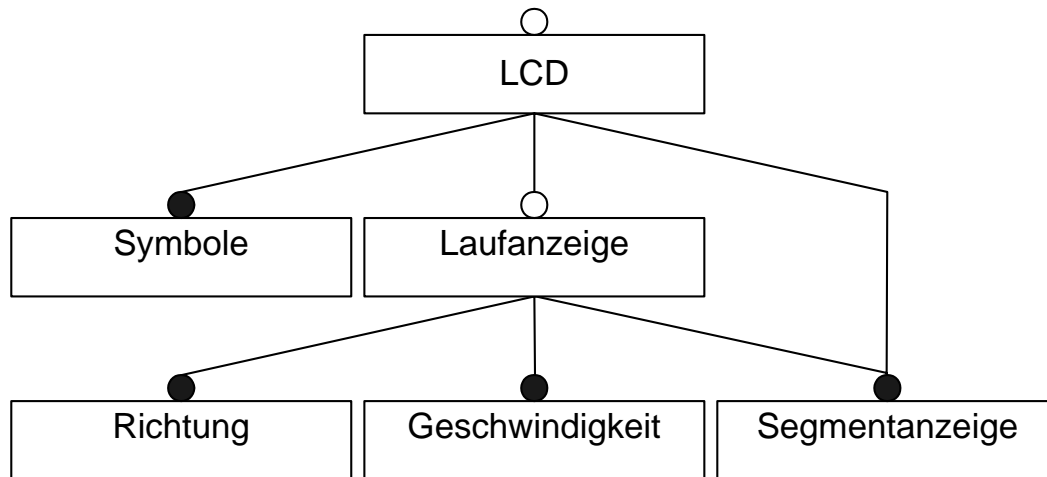 LCD
Symbole
Laufanzeige
Richtung
Geschwindigkeit
Segmentanzeige